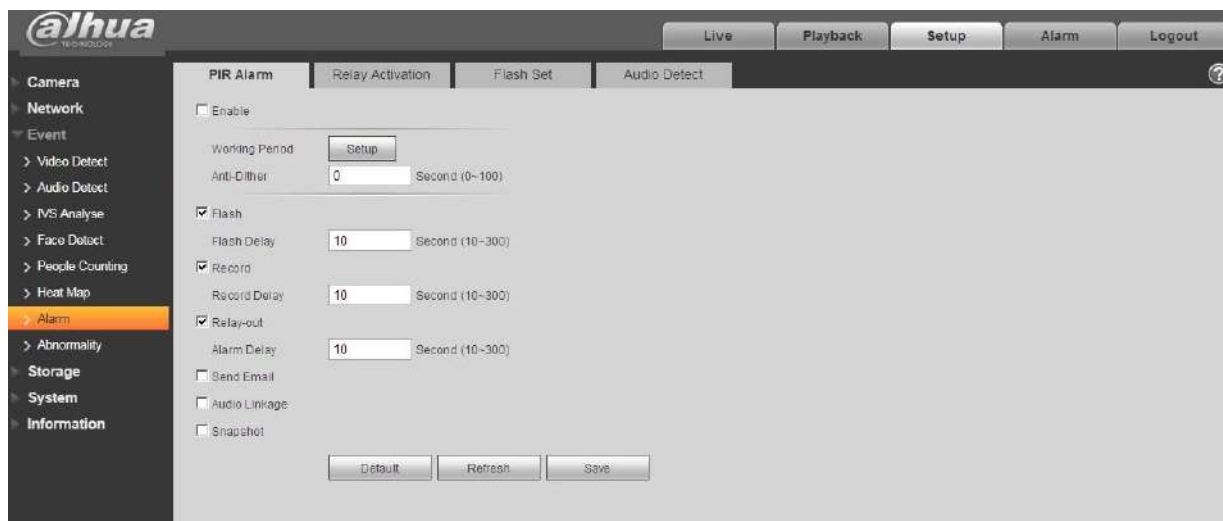 alhua
TECHNOLOGY
Live
Playback
Setup
Alarm
Logout
Camera
Network
Event
> Video Detect
> Audio Detect
> IVS Analyse
> Face Detect
> People Counting
> Heat Map
> Alarm
> Abnormality
Storage
System
Information
PIR Alarm
Relay Activation
Flash Set
Audio Detect
?
Enable
Working Period Setup
Anti-Dither 0 Second (0~100)
Flash
Flash Delay 10 Second (10~300)
Record
Record Delay 10 Second (10~300)
Relay-out
Alarm Delay 10 Second (10~300)
Send Email
Audio Linkage
Snapshot
Default Refresh Save